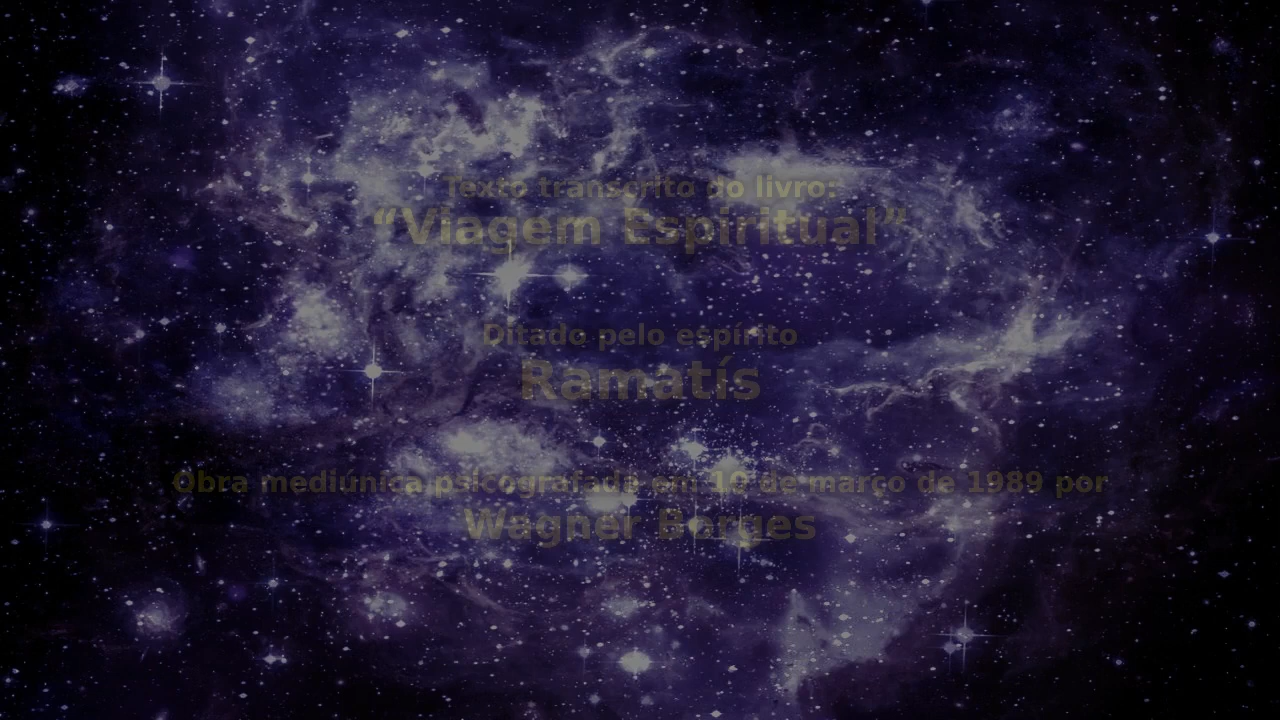 Texto transcrito do livro:
“Viagem Espiritual”
Ditado pelo espírito
Ramatís
Obra mediúnica psicografada em 10 de março de 1989 por
Wagner Borges